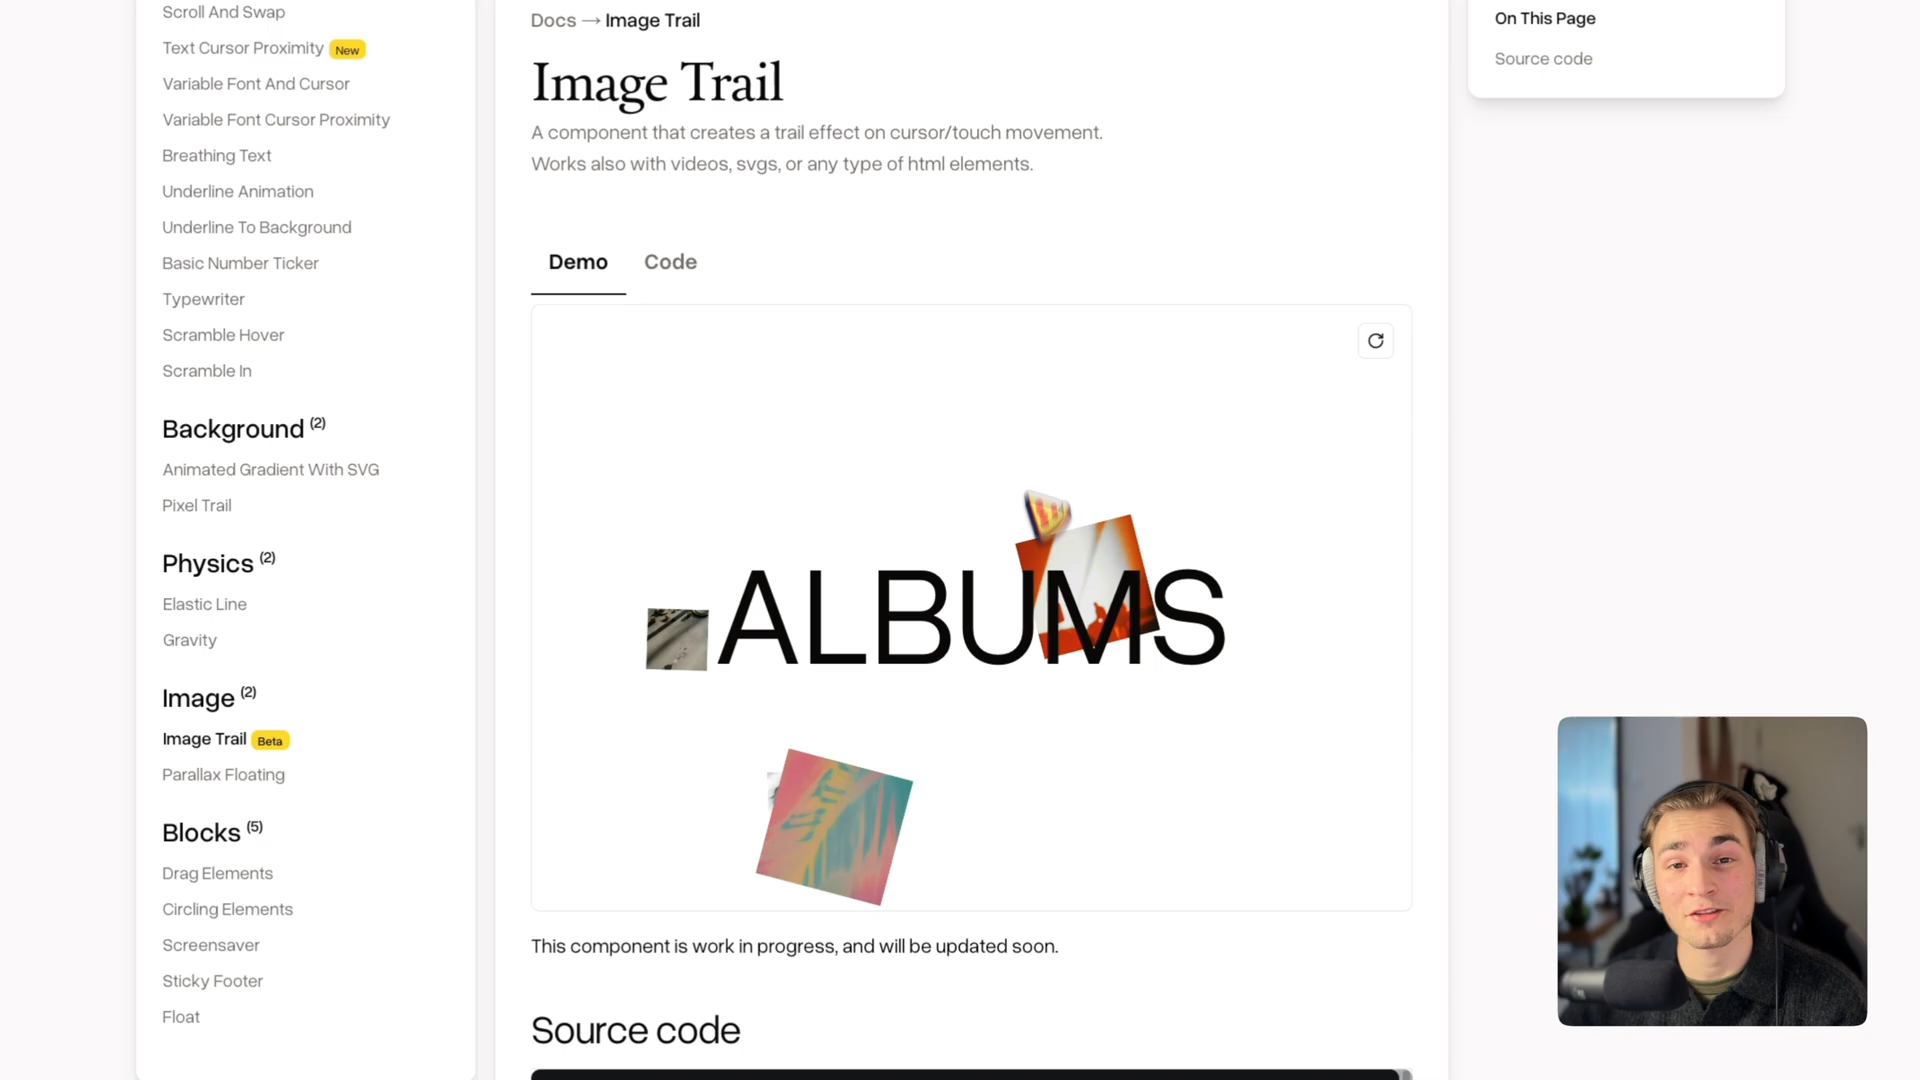 Scroll And Swap
Text Cursor Proximity New
Variable Font And Cursor
Variable Font Cursor Proximity
Breathing Text
Underline Animation
Underline To Background
Basic Number Ticker
Typewriter
Scramble Hover
Scramble In
Background (2)
Animated Gradient With SVG
Pixel Trail
Physics (2)
Elastic Line
Gravity
Image (2)
Image Trail Beta
Parallax Floating
Blocks (5)
Drag Elements
Circling Elements
Screensaver
Sticky Footer
Float
Docs → Image Trail
Image Trail
A component that creates a trail effect on cursor/touch movement.
Works also with videos, svgs, or any type of html elements.
Demo Code
ALBUMS
This component is work in progress, and will be updated soon.
Source code
On This Page
Source code